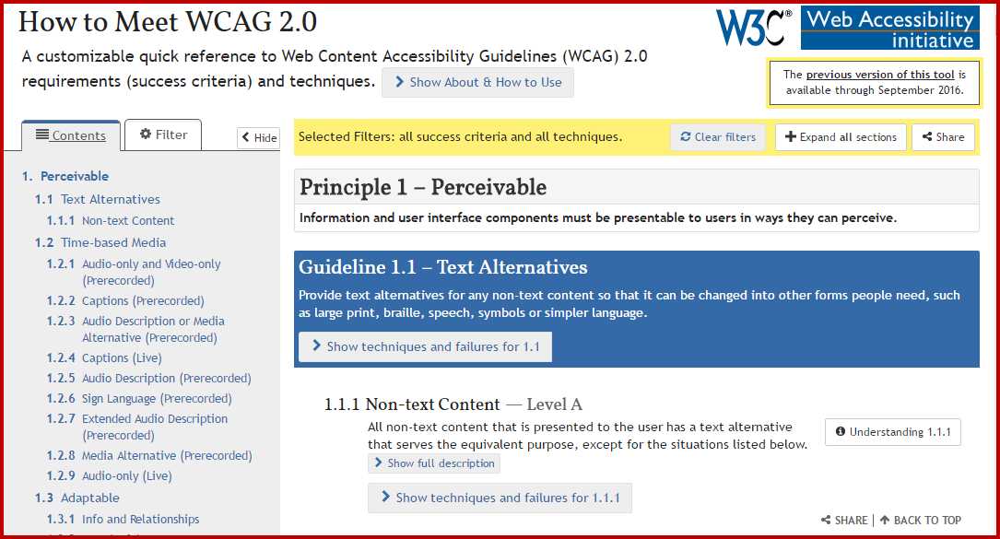 How to Meet WCAG 2.0
W3C®
Web Accessibility
initiative
A customizable quick reference to Web Content Accessibility Guidelines (WCAG) 2.0
requirements (success criteria) and techniques.
Show About & How to Use
The previous version of this tool is
available through September 2016.
Contents
Filter
Hide
1. Perceivable
1.1 Text Alternatives
1.1.1 Non-text Content
1.2 Time-based Media
1.2.1 Audio-only and Video-only
(Prerecorded)
1.2.2 Captions (Prerecorded)
1.2.3 Audio Description or Media
Alternative (Prerecorded)
1.2.4 Captions (Live)
1.2.5 Audio Description (Prerecorded)
1.2.6 Sign Language (Prerecorded)
1.2.7 Extended Audio Description
(Prerecorded)
1.2.8 Media Alternative (Prerecorded)
1.2.9 Audio-only (Live)
1.3 Adaptable
1.3.1 Info and Relationships
Selected Filters: all success criteria and all techniques.
Clear filters
Expand all sections
Share
Principle 1 – Perceivable
Information and user interface components must be presentable to users in ways they can perceive.
Guideline 1.1 – Text Alternatives
Provide text alternatives for any non-text content so that it can be changed into other forms people need, such
as large print, braille, speech, symbols or simpler language.
Show techniques and failures for 1.1
1.1.1 Non-text Content — Level A
All non-text content that is presented to the user has a text alternative
that serves the equivalent purpose, except for the situations listed below.
Show full description
Understanding 1.1.1
Show techniques and failures for 1.1.1
SHARE | BACK TO TOP